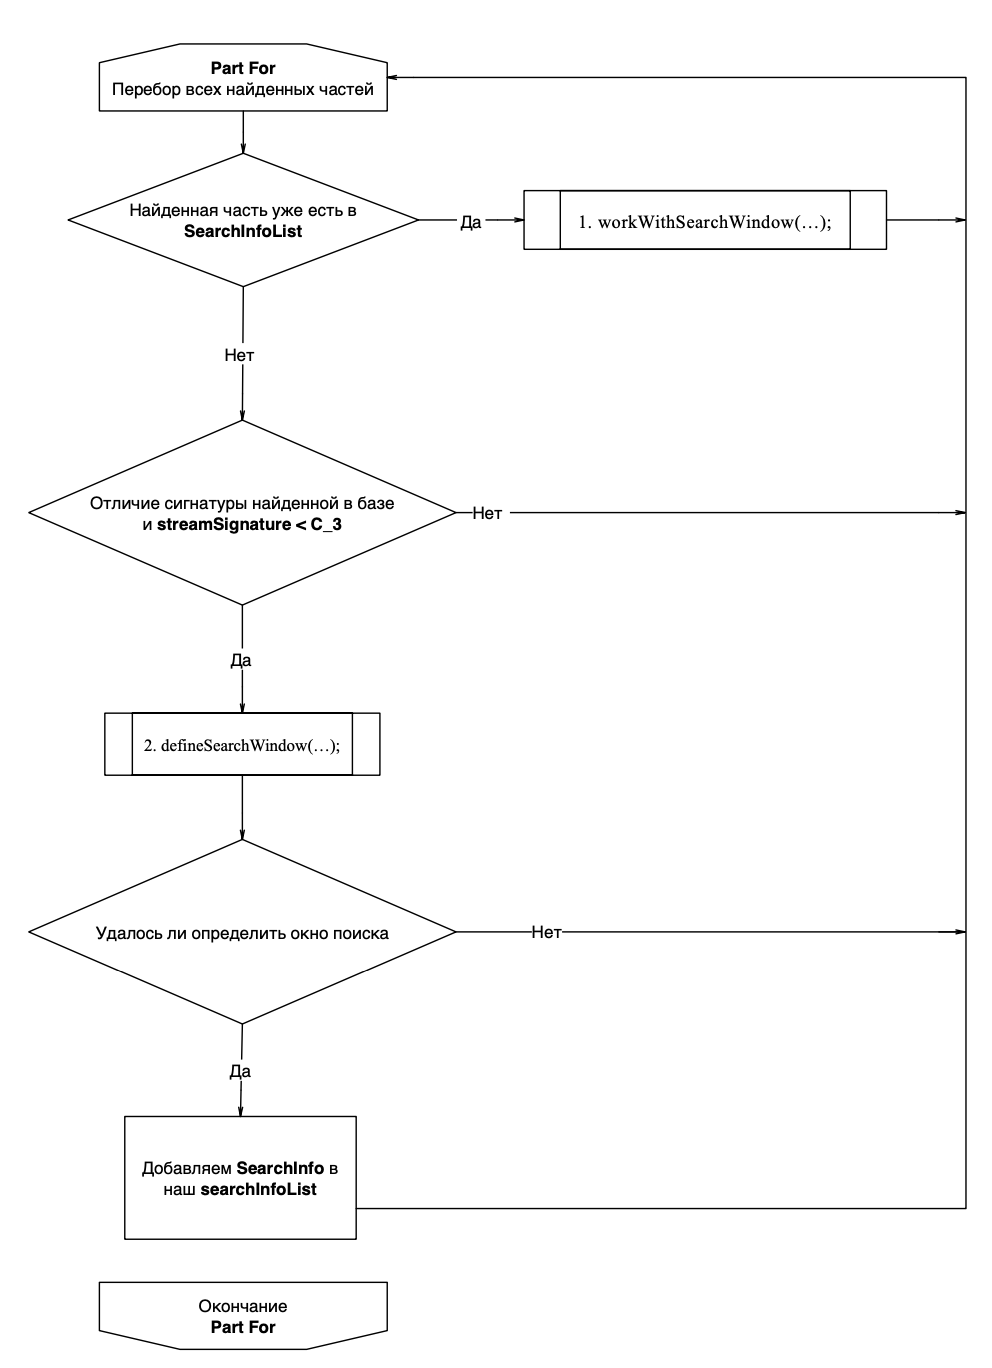 Part For
Перебор всех найденных частей
Найденная часть уже есть в
SearchInfoList
Да
1. workWithSearchWindow(…);
Нет
Отличие сигнатуры найденной в базе
и streamSignature < C_3
Нет
Да
2. defineSearchWindow(…);
Удалось ли определить окно поиска
Нет
Да
Добавляем SearchInfo в
наш searchInfoList
Окончание
Part For